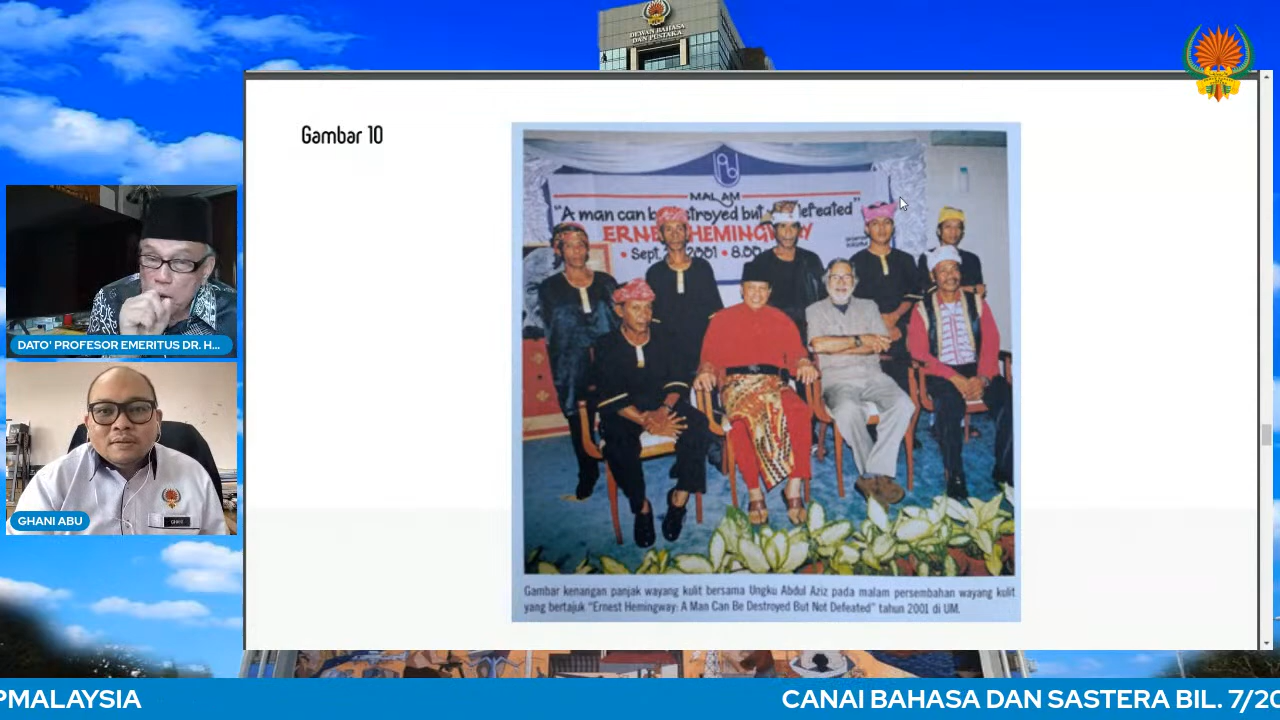 DEWAN BAHASA
DAN PUSTAKA
Gambar 10
MALAM
"A man can be destroyed but defeated"
ERNEST HEMINGWAY
• Sept. 2001 • 8.00
Gambar kenangan panjak wayang kulit bersama Ungku Abdul Aziz pada malam persembahan wayang kulit
yang bertajuk "Ernest Hemingway: A Man Can Be Destroyed But Not Defeated" tahun 2001 di UM.
DATO' PROFESOR EMERITUS DR. H...
GHANI ABU
PMALAYSIA
CANAI BAHASA DAN SASTERA BIL. 7/20